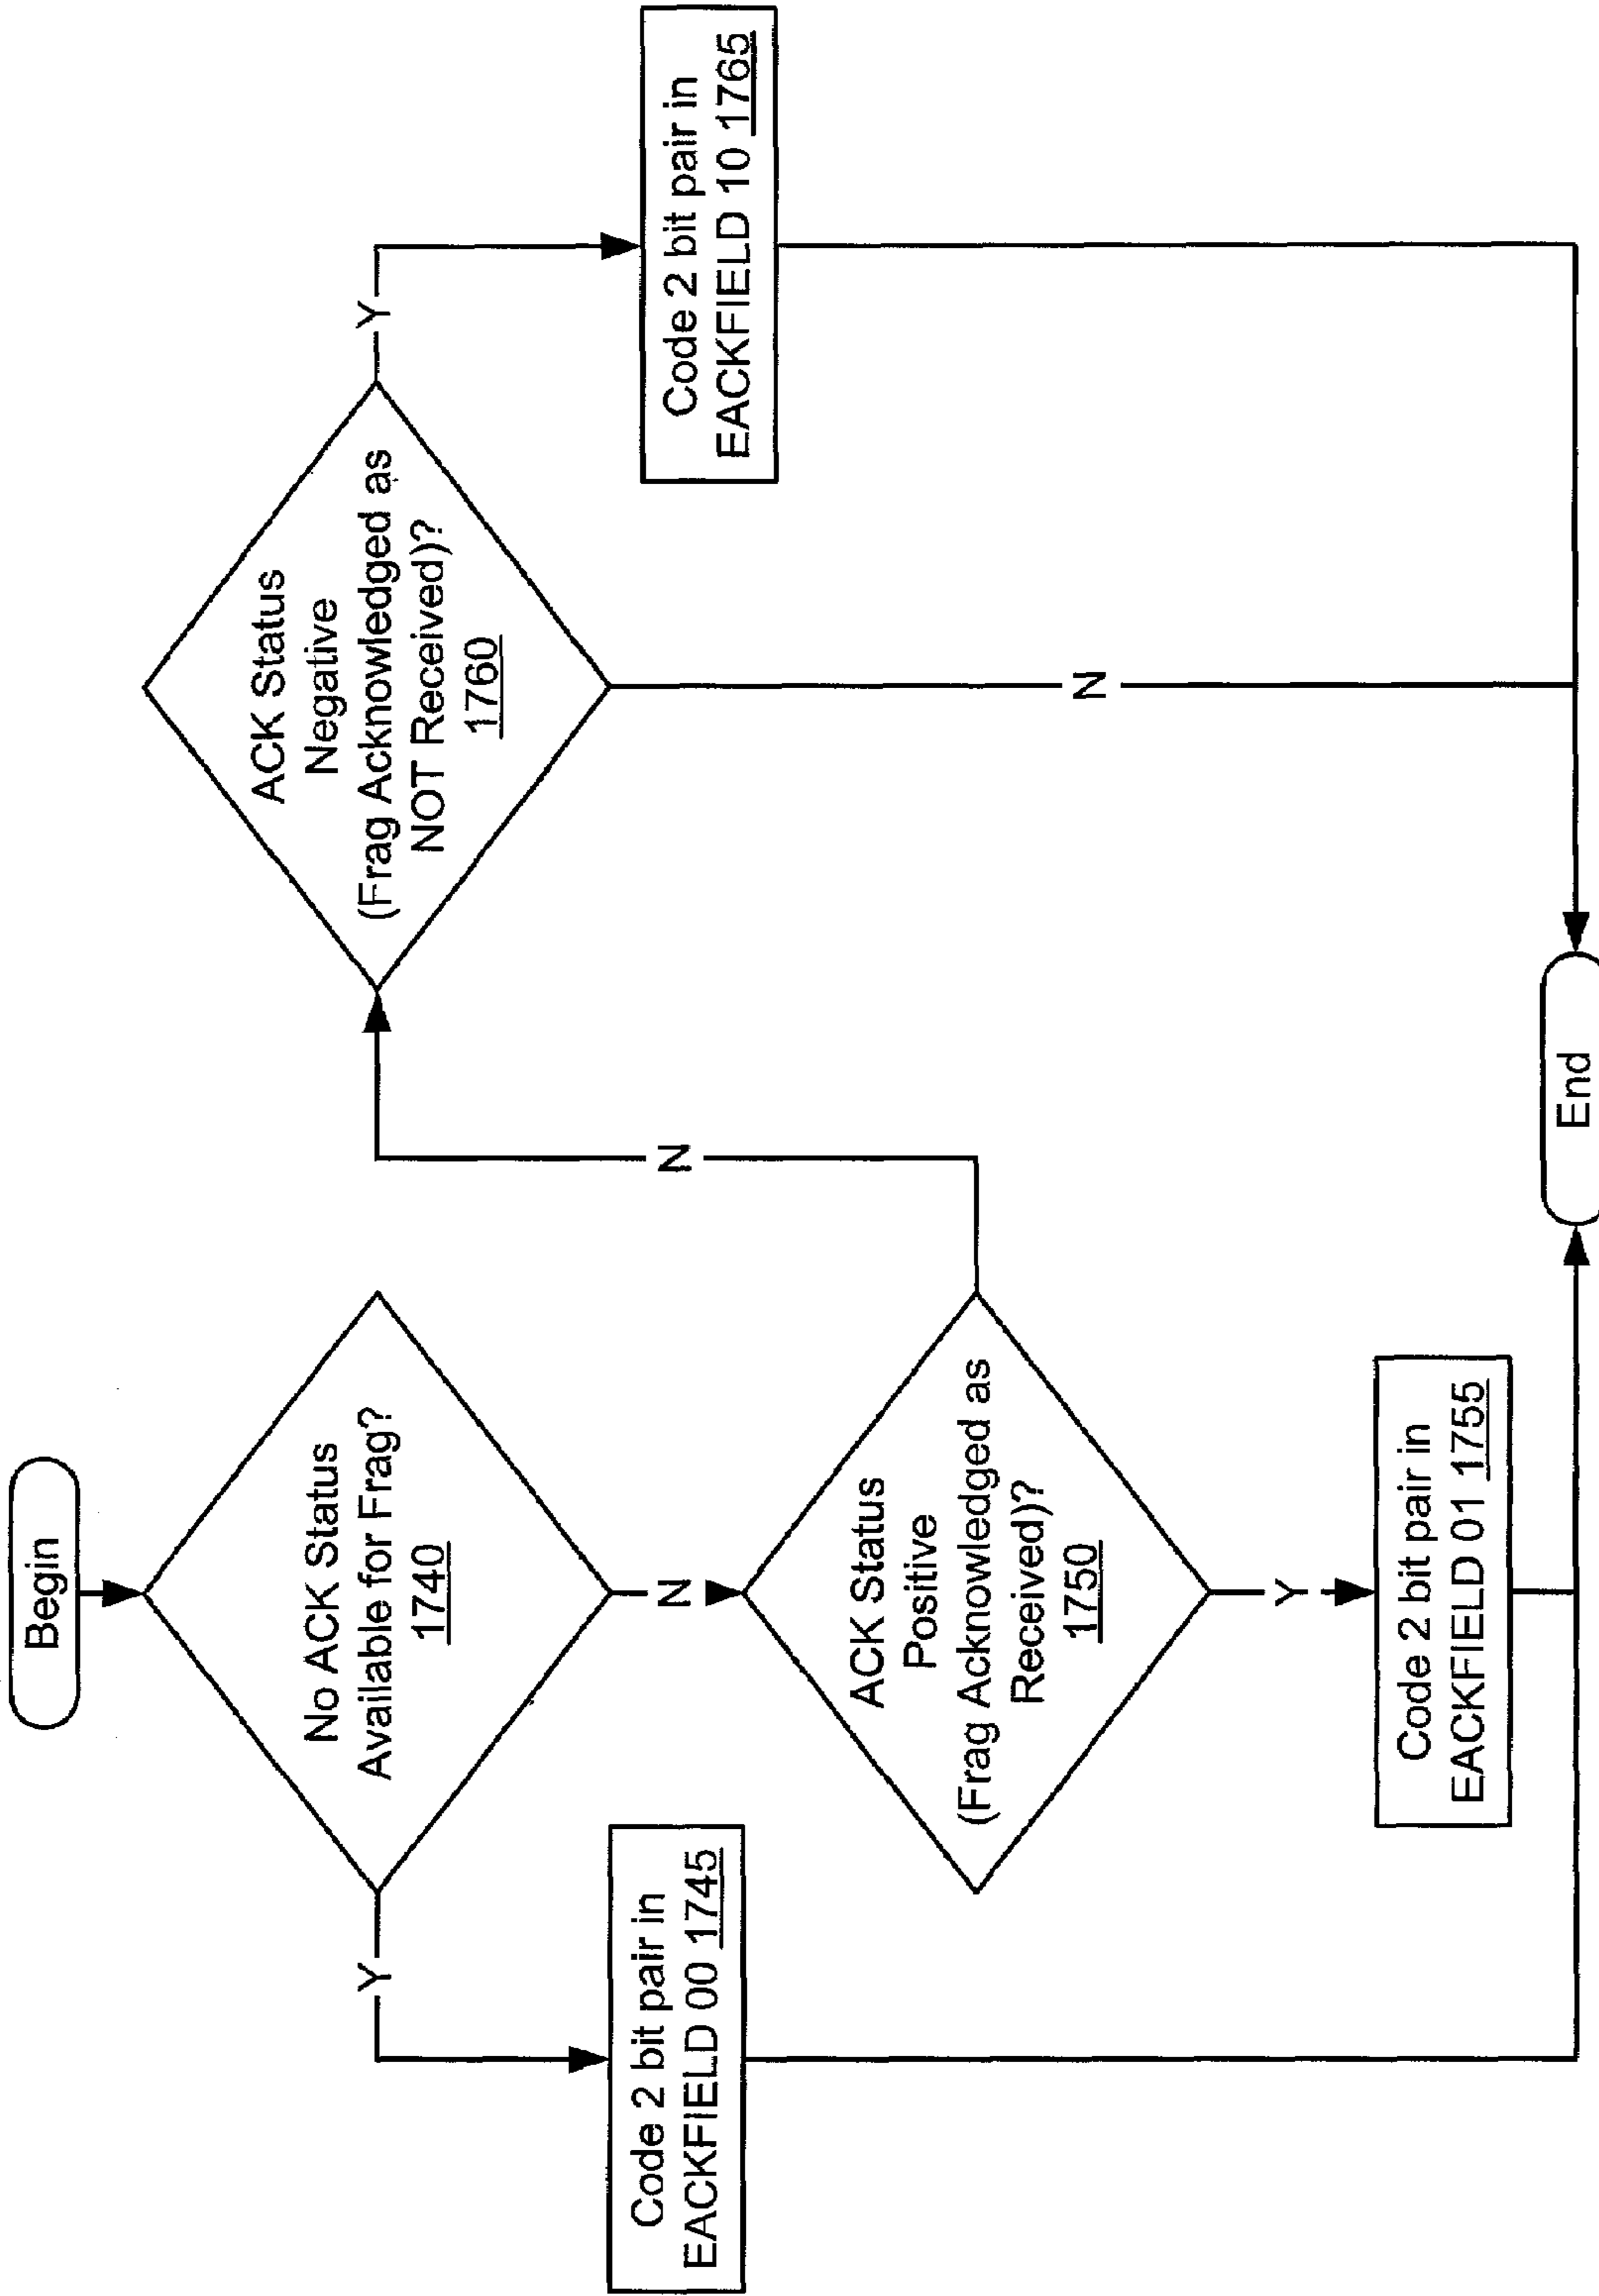 Begin
No ACK Status
Available for Frag?
1740
Y
Code 2 bit pair in
EACKFIELD 00 1745
N
ACK Status
Positive
(Frag Acknowledged as
Received)?
1750
Y
Code 2 bit pair in
EACKFIELD 01 1755
N
ACK Status
Negative
(Frag Acknowledged as
NOT Received)?
1760
Y
Code 2 bit pair in
EACKFIELD 10 1765
N
End